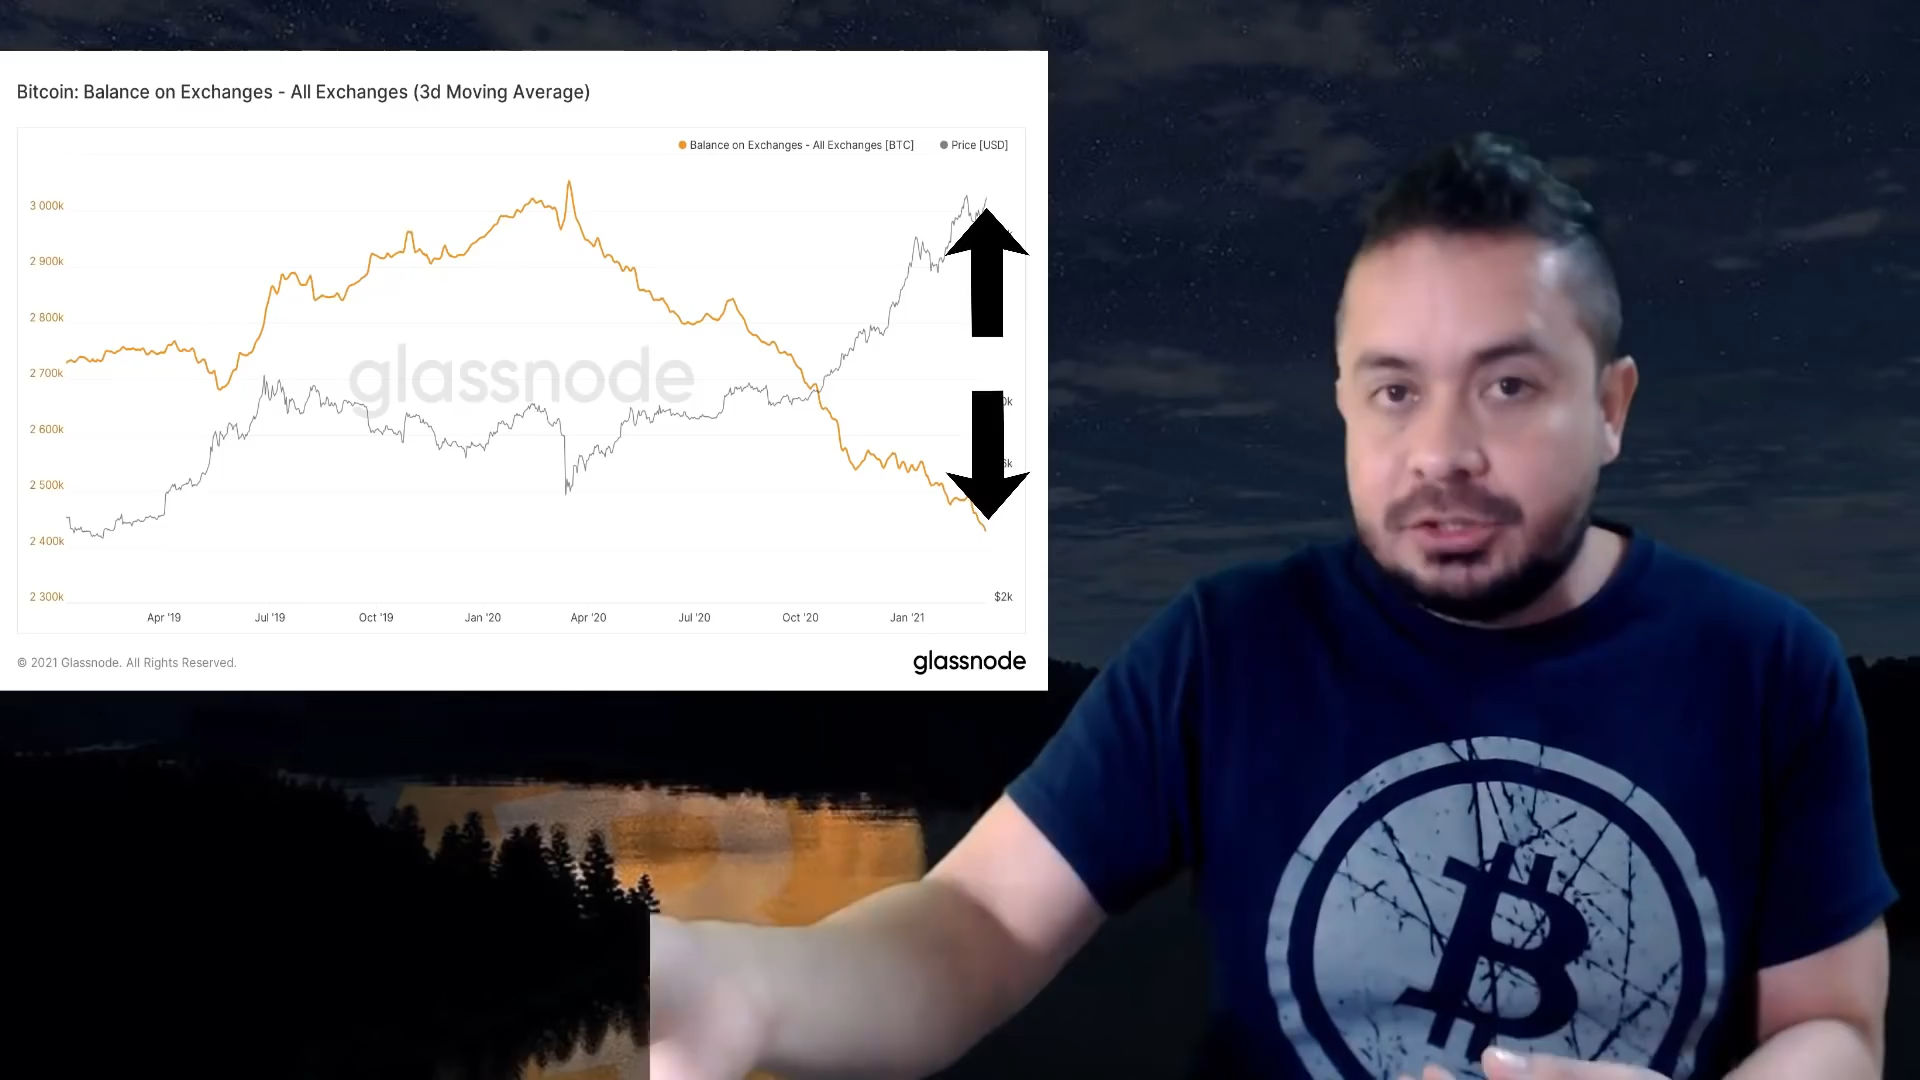 Bitcoin: Balance on Exchanges - All Exchanges (3d Moving Average)
Balance on Exchanges - All Exchanges [BTC] Price [USD]
3 000k
2 900k
2 800k
2 700k
2 600k
2 500k
2 400k
2 300k
$2k
glassnode
Apr '19 Jul '19 Oct '19 Jan '20 Apr '20 Jul '20 Oct '20 Jan '21
© 2021 Glassnode. All Rights Reserved.
glassnode